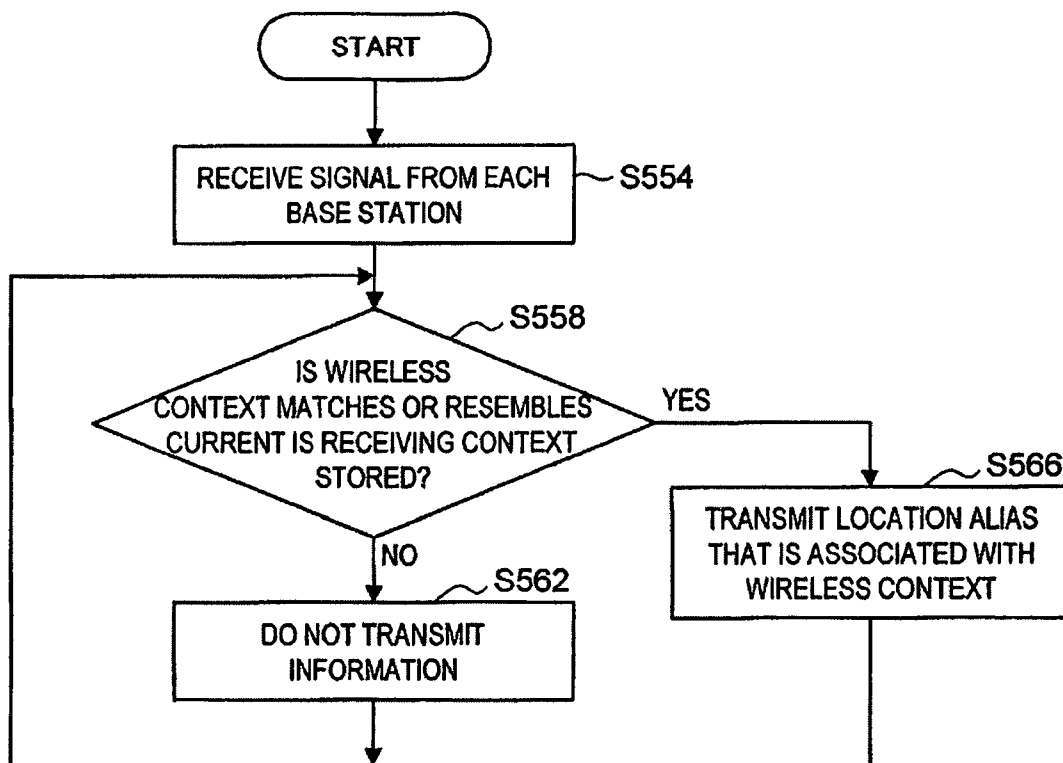 START
RECEIVE SIGNAL FROM EACH
BASE STATION
S554
S558
IS WIRELESS
CONTEXT MATCHES OR RESEMBLES
CURRENT IS RECEIVING CONTEXT
STORED?
YES
NO
S566
TRANSMIT LOCATION ALIAS
THAT IS ASSOCIATED WITH
WIRELESS CONTEXT
S562
DO NOT TRANSMIT
INFORMATION